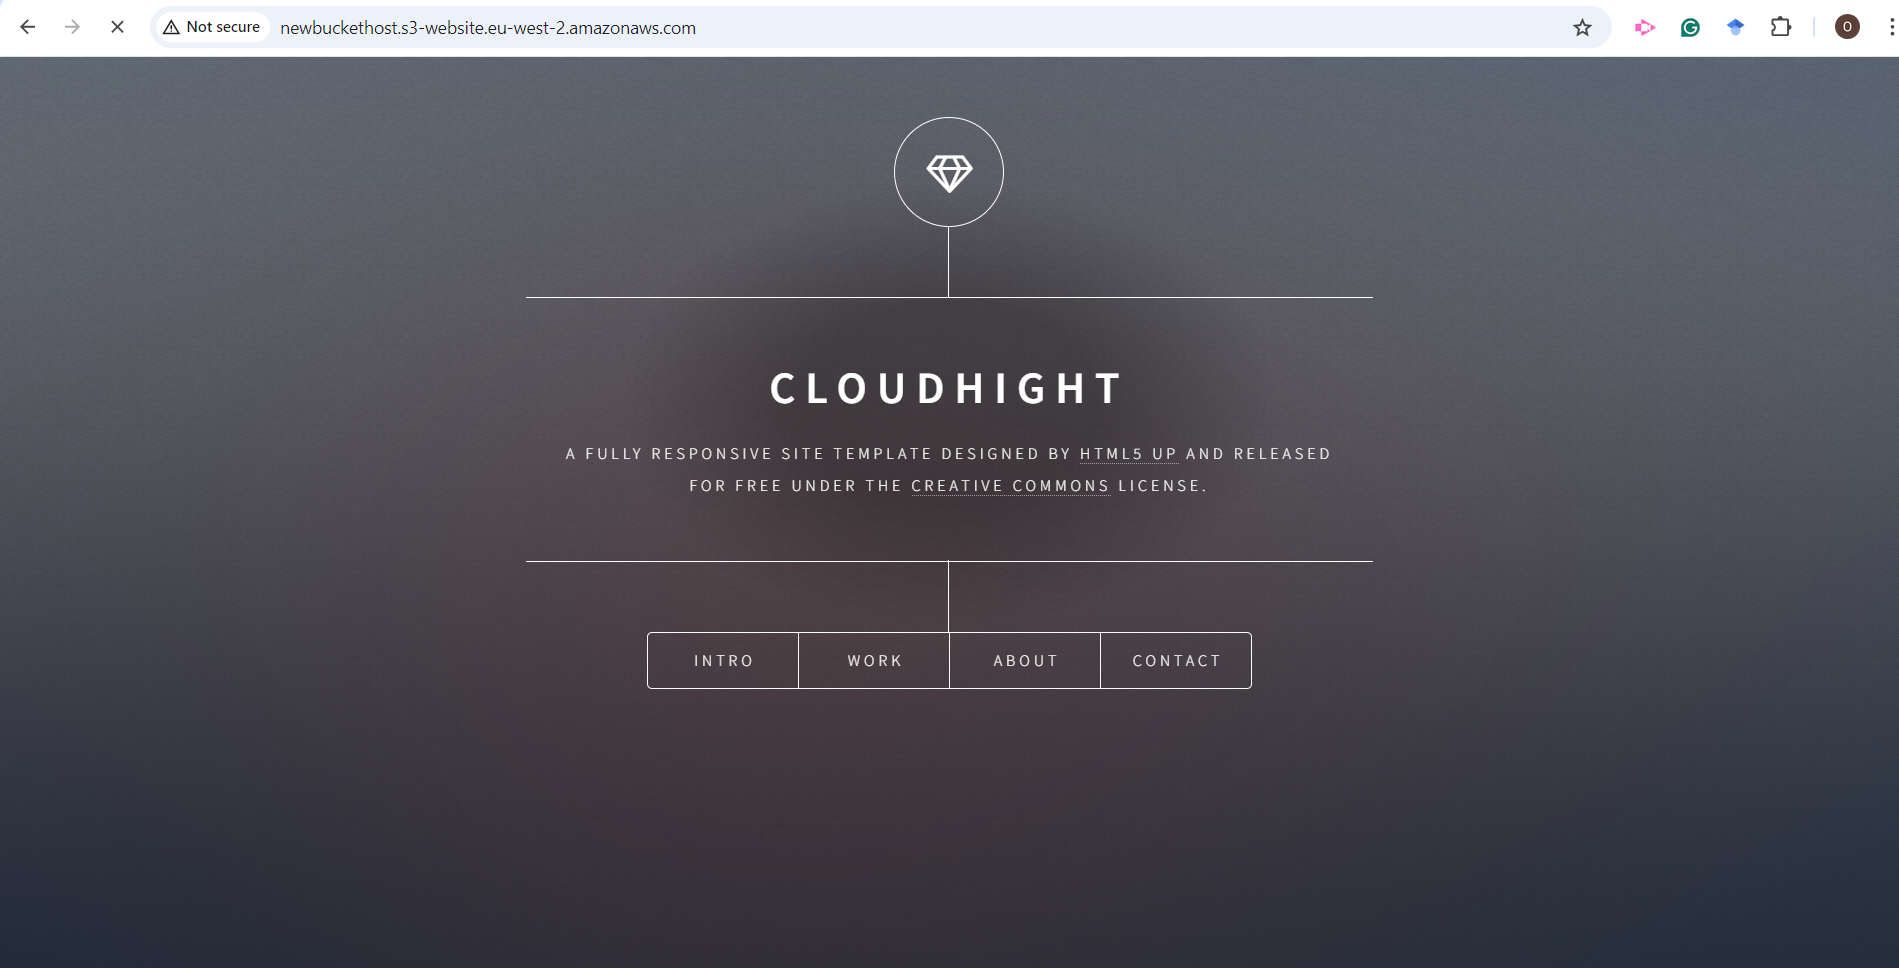 Not secure newbuckethost.s3-website.eu-west-2.amazonaws.com O
CLOUDHIGHT
A FULLY RESPONSIVE SITE TEMPLATE DESIGNED BY HTML5 UP AND RELEASED
FOR FREE UNDER THE CREATIVE COMMONS LICENSE.
INTRO WORK ABOUT CONTACT